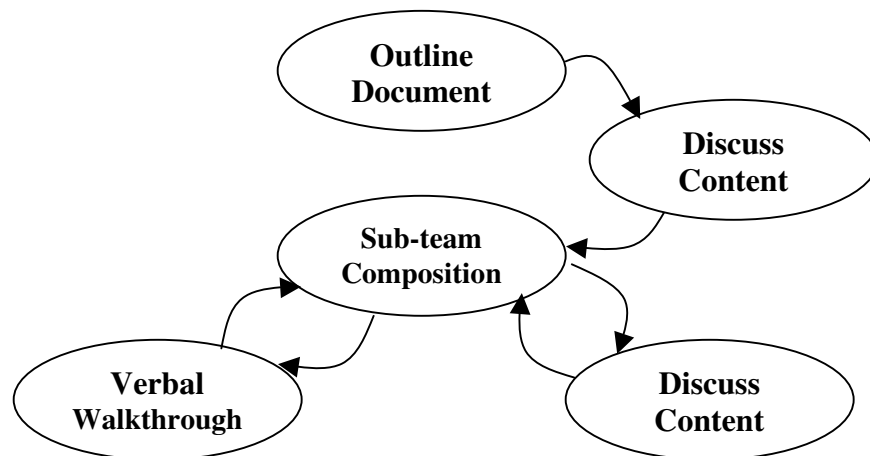 Outline
Document
Discuss
Content
Sub-team
Composition
Verbal
Walkthrough
Discuss
Content